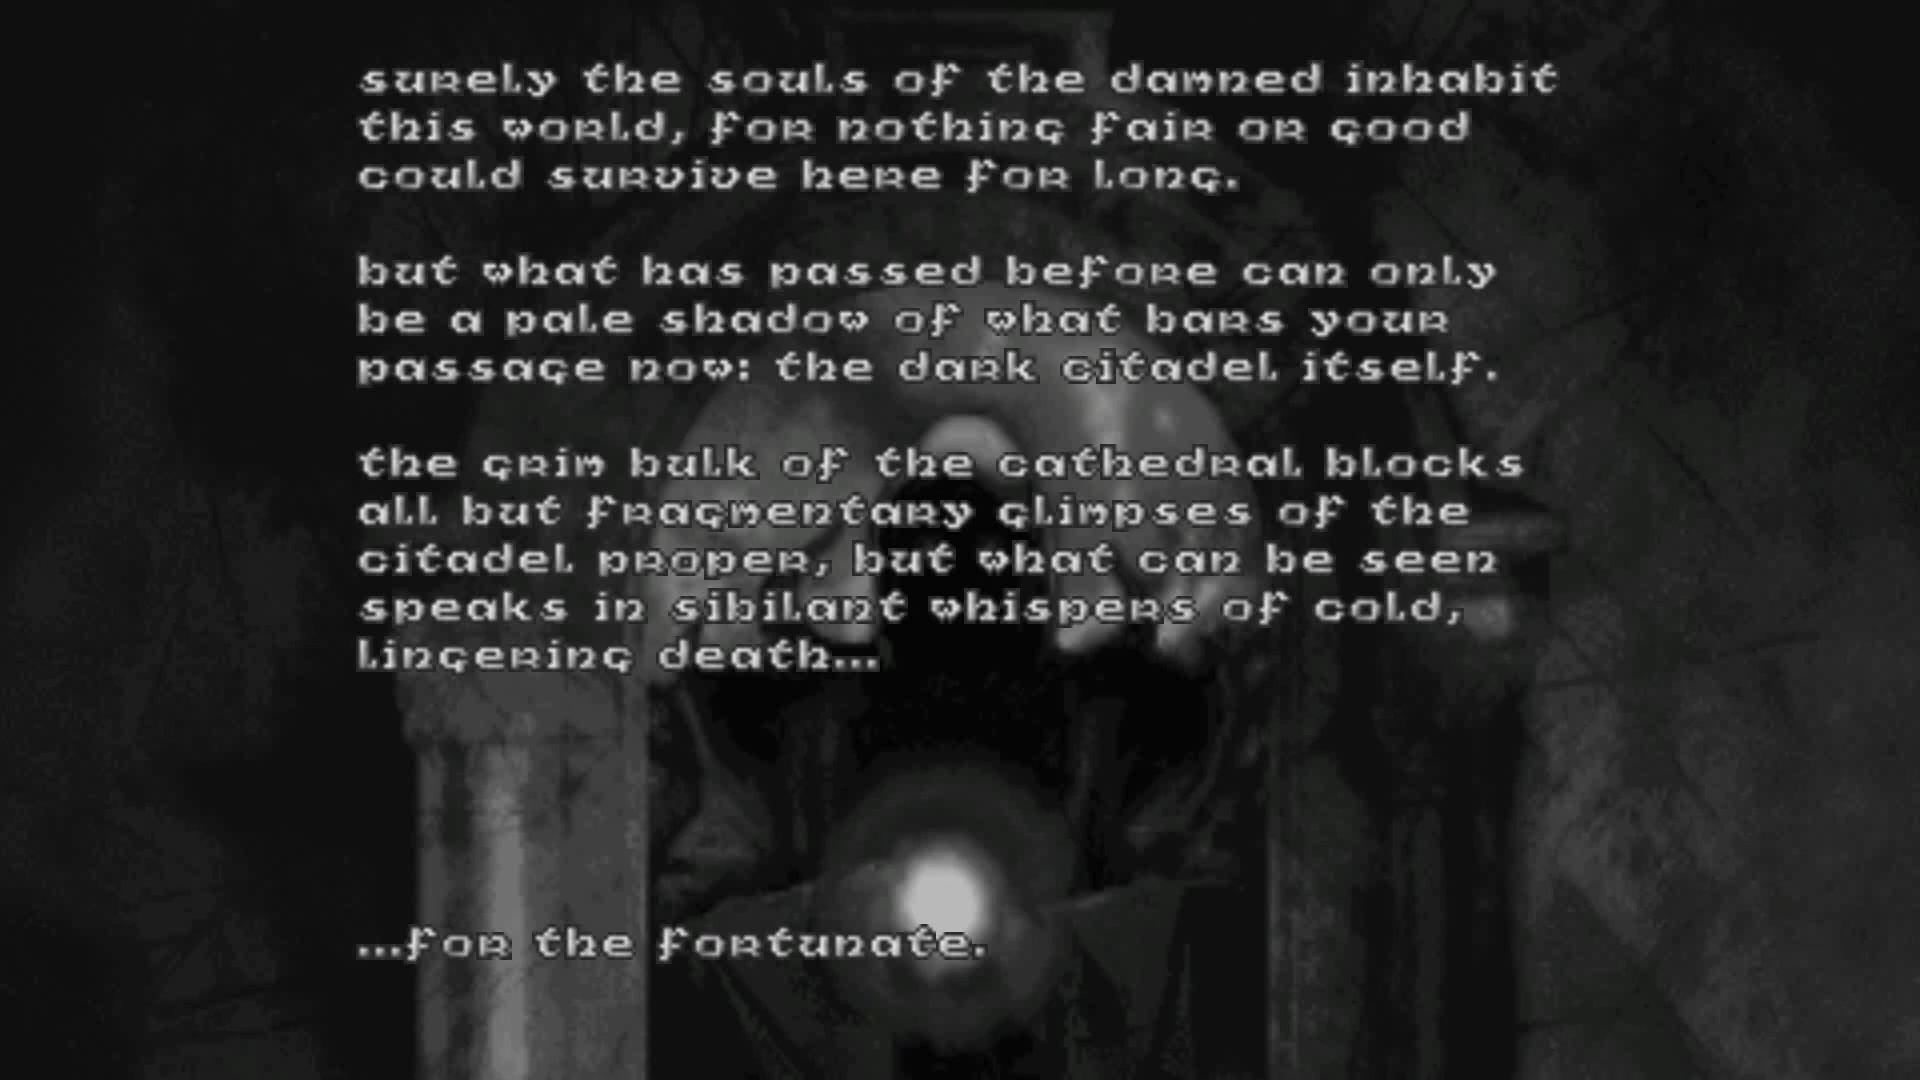 surely the souls of the damned inhabit
this world, for nothing fair or good
could survive here for long.
but what has passed before can only
be a pale shadow of what bars your
passage now: the dark citadel itself.
the grim bulk of the cathedral blocks
all but fragmentary glimpses of the
citadel proper, but what can be seen
speaks in sibilant whispers of cold,
lingering death...
...for the fortunate.